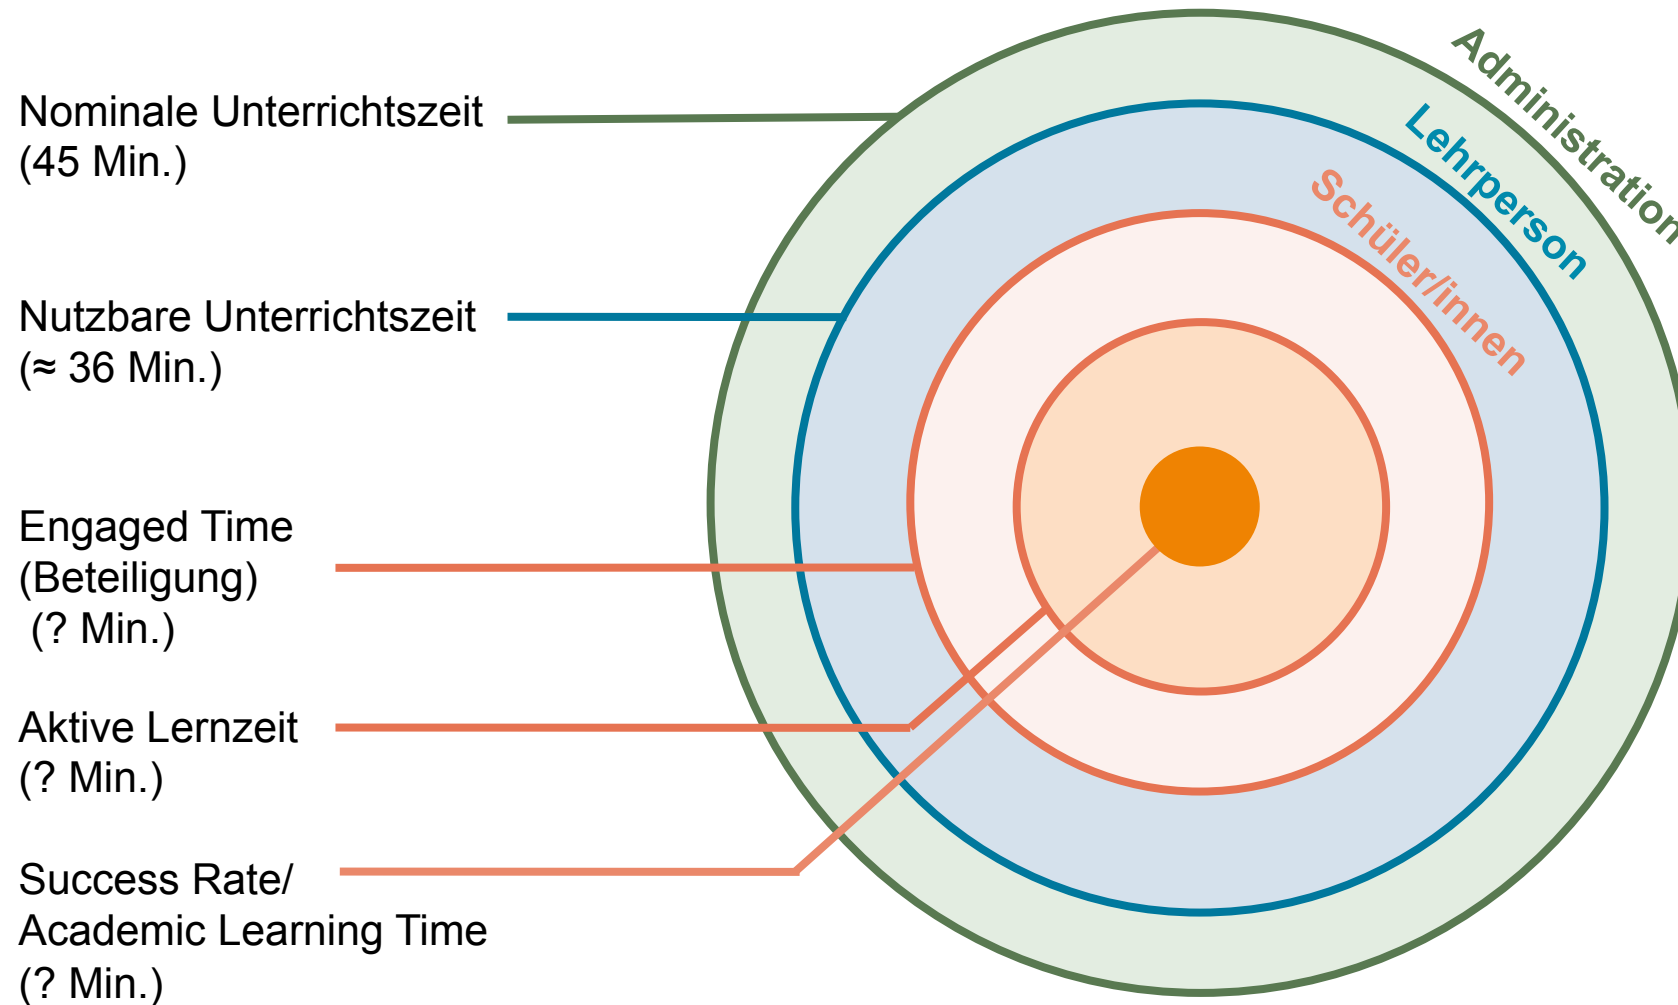 Nominale Unterrichtszeit
(45 Min.)
Nutzbare Unterrichtszeit
(≈ 36 Min.)
Engaged Time
(Beteiligung)
(? Min.)
Aktive Lernzeit
(? Min.)
Success Rate/
Academic Learning Time
(? Min.)
Administration
Lehrperson
Schüler/innen